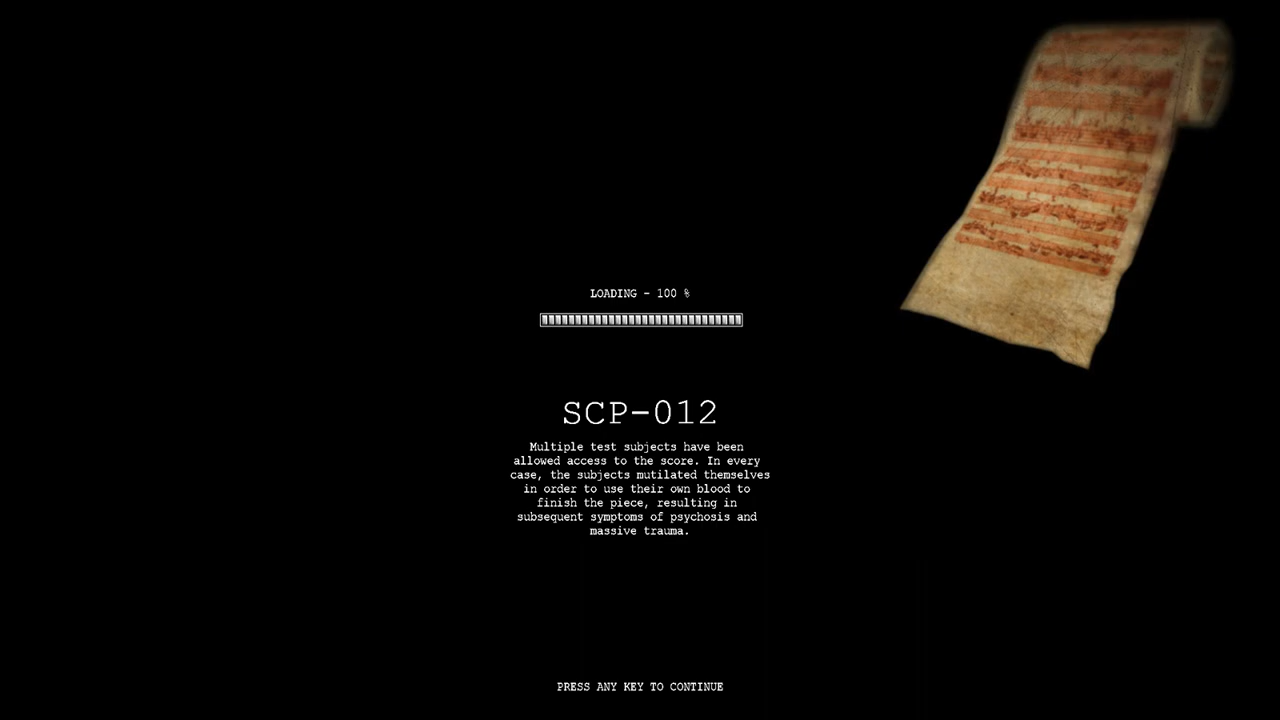 LOADING - 100 %
SCP-012
Multiple test subjects have been
allowed access to the score. In every
case, the subjects mutilated themselves
in order to use their own blood to
finish the piece, resulting in
subsequent symptoms of psychosis and
massive trauma.
PRESS ANY KEY TO CONTINUE